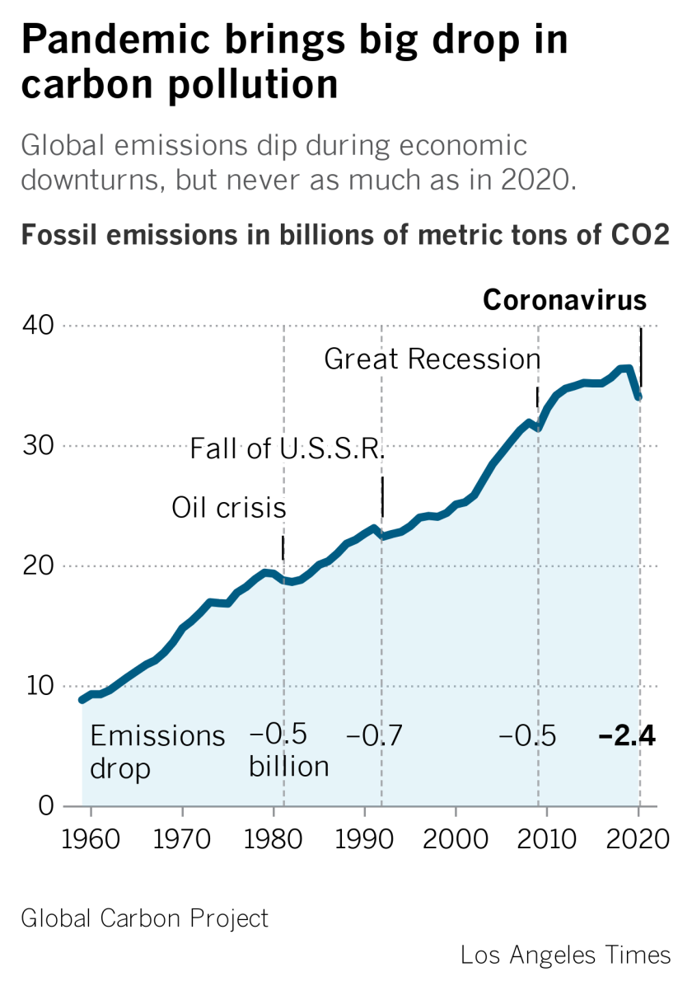 Pandemic brings big drop in
carbon pollution
Global emissions dip during economic
downturns, but never as much as in 2020.
Fossil emissions in billions of metric tons of CO2
Coronavirus
40
Great Recession
30
Fall of U.S.S.R.
Oil crisis
20
10
Emissions
drop
–0.5
billion
–0.7
–0.5
–2.4
0
1960 1970 1980 1990 2000 2010 2020
Global Carbon Project
Los Angeles Times